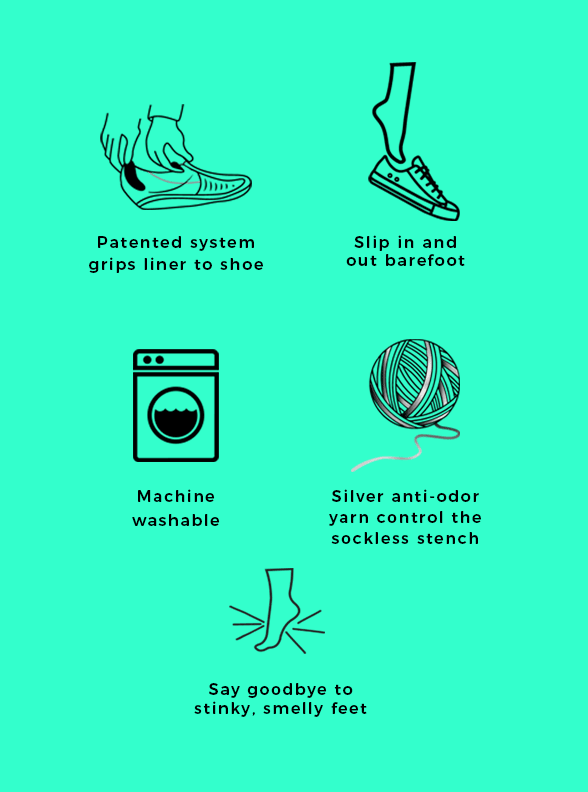 Patented system
grips liner to shoe
Slip in and
out barefoot
Machine
washable
Silver anti-odor
yarn control the
sockless stench
Say goodbye to
stinky, smelly feet